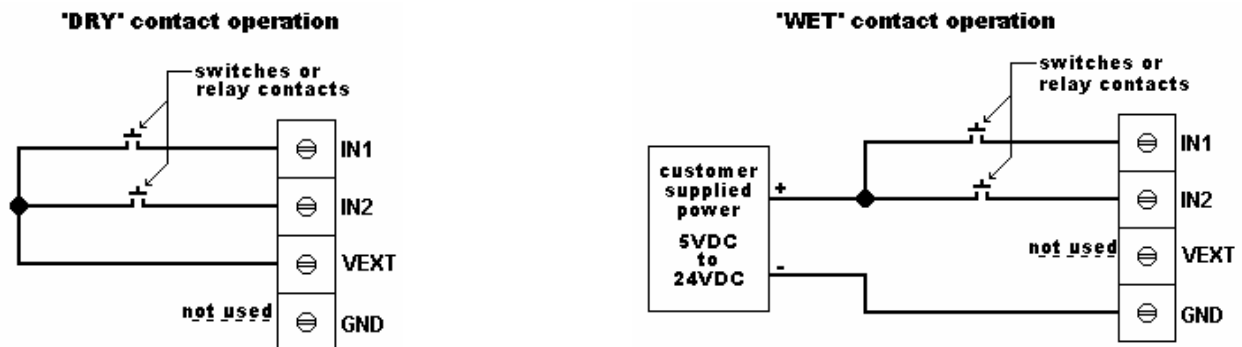 "DRY" contact operation
switches or
relay contacts
IN1
IN2
VEXT
not used
GND
"WET" contact operation
switches or
relay contacts
customer
supplied
power
5VDC
to
24VDC
+
-
IN1
IN2
not used
VEXT
GND